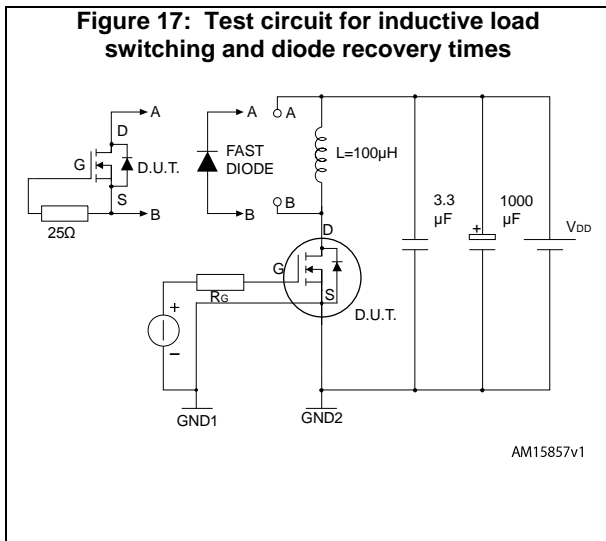 Figure 17: Test circuit for inductive load
switching and diode recovery times
A
D
G
D.U.T.
S
B
25Ω
A
FAST
DIODE
B
A
L=100µH
B
D
G
S
RG
D.U.T.
+
−
3.3
µF
+
1000
µF
VDD
GND1
GND2
AM15857v1